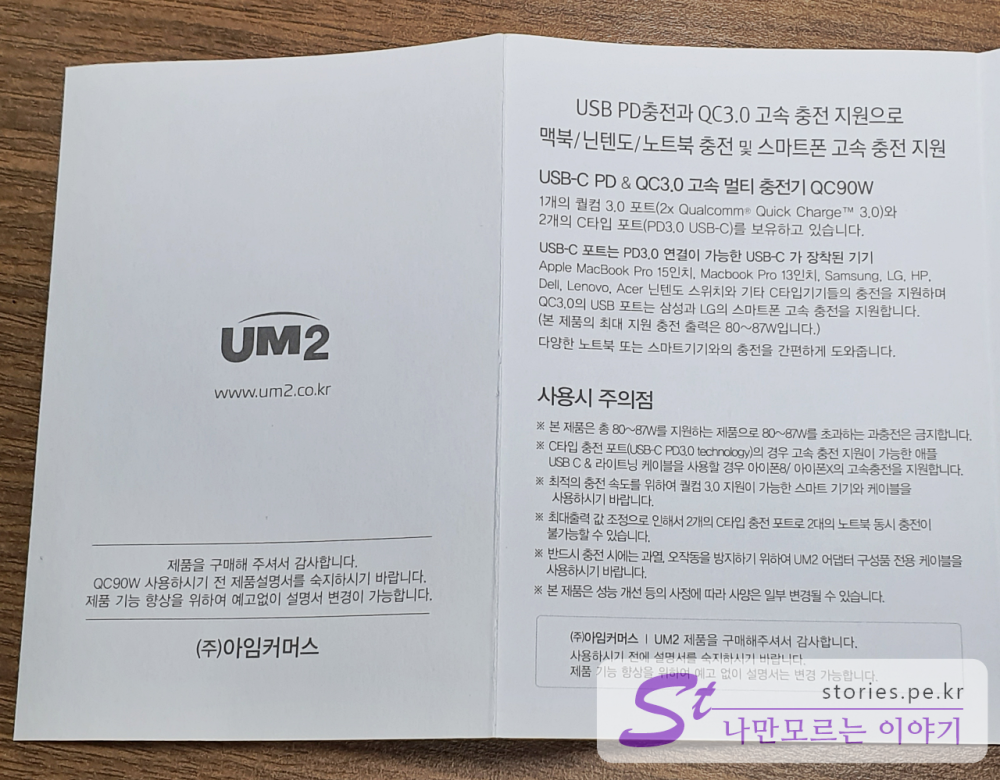 UM2
www.um2.co.kr
제품을 구매해 주셔서 감사합니다.
QC90W 사용하시기 전 제품설명서를 숙지하시기 바랍니다.
제품 기능 향상을 위하여 예고없이 설명서 변경이 가능합니다.
(주)아임커머스
USB PD충전과 QC3.0 고속 충전 지원으로
맥북/닌텐도/노트북 충전 및 스마트폰 고속 충전 지원
USB-C PD & QC3.0 고속 멀티 충전기 QC90W
1개의 퀄컴 3.0 포트(2x Qualcomm® Quick Charge™ 3.0)와
2개의 C타입 포트(PD3.0 USB-C)를 보유하고 있습니다.
USB-C 포트는 PD3.0 연결이 가능한 USB-C 가 장착된 기기
Apple MacBook Pro 15인치, Macbook Pro 13인치, Samsung, LG, HP,
Dell, Lenovo, Acer 닌텐도 스위치와 기타 C타입기기들의 충전을 지원하며
QC3.0의 USB 포트는 삼성과 LG의 스마트폰 고속 충전을 지원합니다.
(본 제품의 최대 지원 충전 출력은 80~87W입니다.)
다양한 노트북 또는 스마트기기와의 충전을 간편하게 도와줍니다.
사용시 주의점
※ 본 제품은 총 80~87W를 지원하는 제품으로 80~87W를 초과하는 과충전은 금지합니다.
※ C타입 충전 포트(USB-C PD3.0 technology)의 경우 고속 충전 지원이 가능한 애플
USB C & 라이트닝 케이블을 사용할 경우 아이폰8/ 아이폰X의 고속충전을 지원합니다.
※ 최적의 충전 속도를 위하여 퀄컴 3.0 지원이 가능한 스마트 기기와 케이블을
사용하시기 바랍니다.
※ 최대출력 값 조정으로 인해서 2개의 C타입 충전 포트로 2대의 노트북 동시 충전이
불가능할 수 있습니다.
※ 반드시 충전 시에는 과열, 오작동을 방지하기 위하여 UM2 어댑터 구성품 전용 케이블을
사용하시기 바랍니다.
※ 본 제품은 성능 개선 등의 사정에 따라 사양은 일부 변경될 수 있습니다.
(주)아임커머스 | UM2 제품을 구매해주셔서 감사합니다.
사용하시기 전에 설명서를 숙지하시기 바랍니다.
제품 기능 향상을 위하여 예고 없이 설명서는 변경 가능합니다.
St
stories.pe.kr
나만모르는 이야기